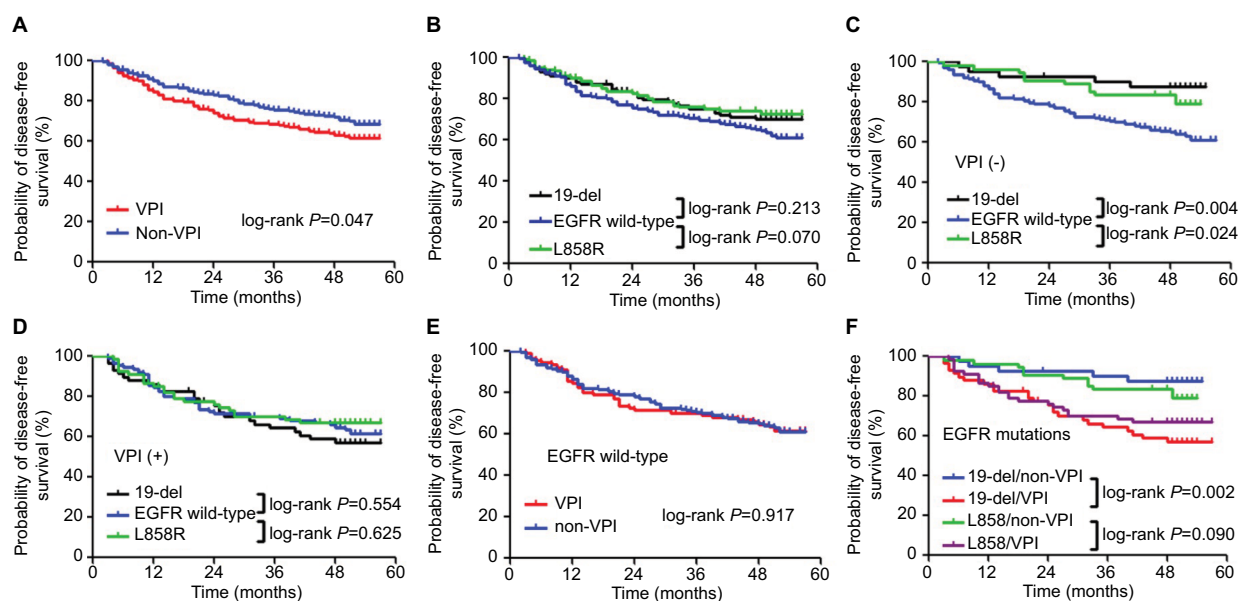 A
Probability of disease-free
survival (%)
100
80
60
40
20
0
VPI
Non-VPI
log-rank P=0.047
0 12 24 36 48 60
Time (months)
B
Probability of disease-free
survival (%)
100
80
60
40
20
0
19-del
EGFR wild-type
L858R
log-rank P=0.213
log-rank P=0.070
0 12 24 36 48 60
Time (months)
C
Probability of disease-free
survival (%)
100
80
60
40
20
0
VPI (-)
19-del
EGFR wild-type
L858R
log-rank P=0.004
log-rank P=0.024
0 12 24 36 48 60
Time (months)
D
Probability of disease-free
survival (%)
100
80
60
40
20
0
VPI (+)
19-del
EGFR wild-type
L858R
log-rank P=0.554
log-rank P=0.625
0 12 24 36 48 60
Time (months)
E
Probability of disease-free
survival (%)
100
80
60
40
20
0
EGFR wild-type
VPI
non-VPI
log-rank P=0.917
0 12 24 36 48 60
Time (months)
F
Probability of disease-free
survival (%)
100
80
60
40
20
0
EGFR mutations
19-del/non-VPI
19-del/VPI
L858/non-VPI
L858/VPI
log-rank P=0.002
log-rank P=0.090
0 12 24 36 48 60
Time (months)